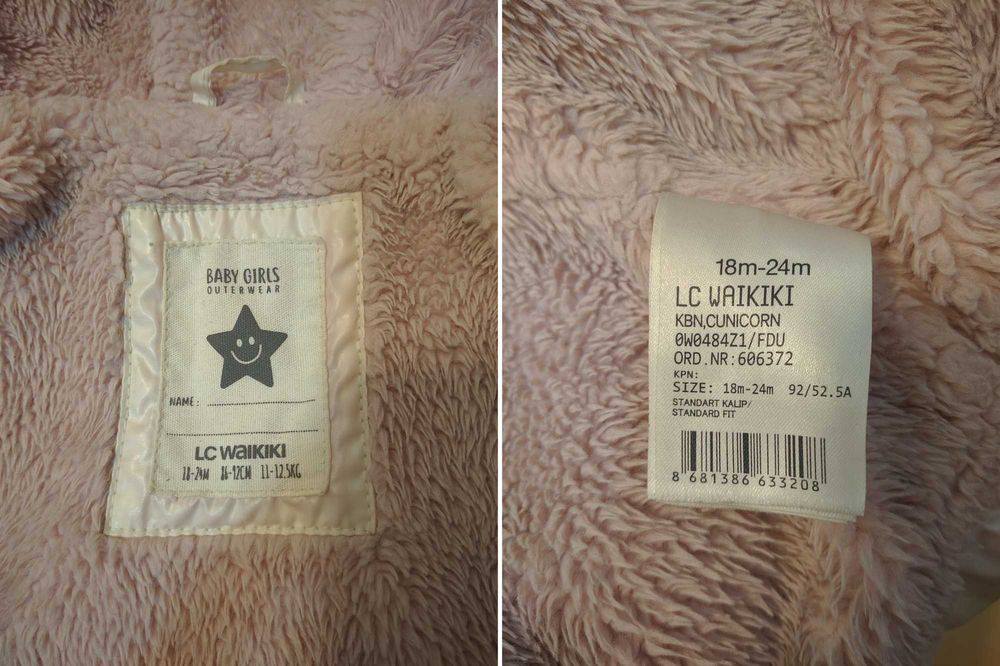 BABY GIRLS
OUTERWEAR
NAME:
LC WAIKIKI
18-24M 86-92CM 11-12.5KG
18m-24m
LC WAIKIKI
KBN,CUNICORN
0W0484Z1/FDU
ORD.NR:606372
KPN:
SIZE: 18m-24m 92/52.5A
STANDART KALIP/
STANDARD FIT
8 681386 633208